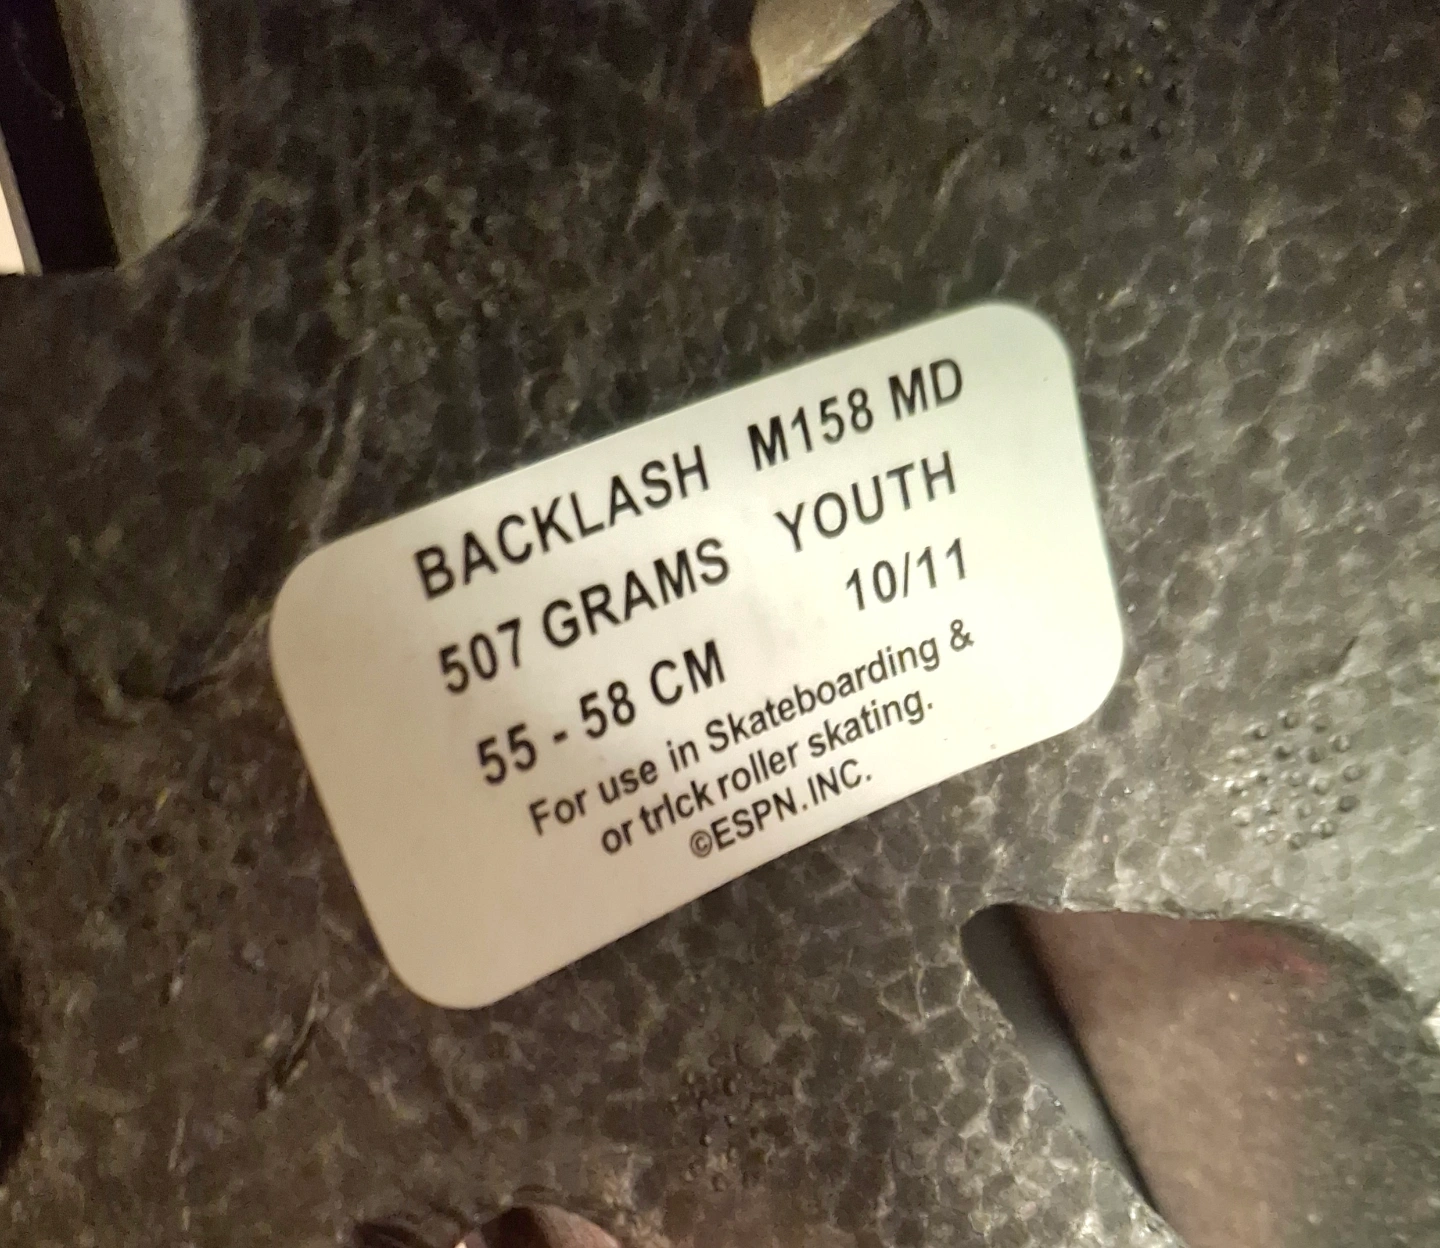 BACKLASH M158 MD
507 GRAMS YOUTH
55 - 58 CM 10/11
For use in Skateboarding &
or trIck roller skating.
©ESPN.INC.